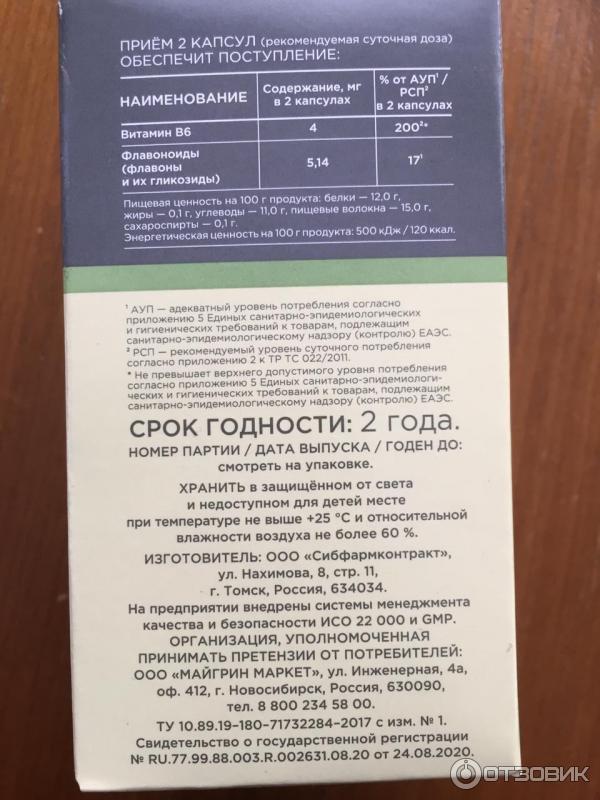 ПРИЁМ 2 КАПСУЛ (рекомендуемая суточная доза)
ОБЕСПЕЧИТ ПОСТУПЛЕНИЕ:
НАИМЕНОВАНИЕ Содержание, мг в 2 капсулах % от АУП¹ / РСП² в 2 капсулах
Витамин В6 4 200²*
Флавоноиды (флавоны и их гликозиды) 5,14 17¹
Пищевая ценность на 100 г продукта: белки — 12,0 г,
жиры — 0,1 г, углеводы — 11,0 г, пищевые волокна — 15,0 г,
сахароспирты — 0,1 г.
Энергетическая ценность на 100 г продукта: 500 кДж / 120 ккал.
¹ АУП — адекватный уровень потребления согласно
приложению 5 Единых санитарно-эпидемиологических
и гигиенических требований к товарам, подлежащим
санитарно-эпидемиологическому надзору (контролю) ЕАЭС.
² РСП — рекомендуемый уровень суточного потребления
согласно приложению 2 к ТР ТС 022/2011.
* Не превышает верхнего допустимого уровня потребления
согласно приложению 5 Единых санитарно-эпидемиологи-
ческих и гигиенических требований к товарам, подлежащим
санитарно-эпидемиологическому надзору (контролю) ЕАЭС.
СРОК ГОДНОСТИ: 2 года.
НОМЕР ПАРТИИ / ДАТА ВЫПУСКА / ГОДЕН ДО:
смотреть на упаковке.
ХРАНИТЬ в защищённом от света
и недоступном для детей месте
при температуре не выше +25 °С и относительной
влажности воздуха не более 60 %.
ИЗГОТОВИТЕЛЬ: ООО «Сибфармконтракт»,
ул. Нахимова, 8, стр. 11,
г. Томск, Россия, 634034.
На предприятии внедрены системы менеджмента
качества и безопасности ИСО 22 000 и GMP.
ОРГАНИЗАЦИЯ, УПОЛНОМОЧЕННАЯ
ПРИНИМАТЬ ПРЕТЕНЗИИ ОТ ПОТРЕБИТЕЛЕЙ:
ООО «МАЙГРИН МАРКЕТ», ул. Инженерная, 4а,
оф. 412, г. Новосибирск, Россия, 630090,
тел. 8 800 234 58 00.
ТУ 10.89.19-180-71732284-2017 с изм. № 1.
Свидетельство о государственной регистрации
№ RU.77.99.88.003.R.002631.08.20 от 24.08.2020.
ОТЗОВИК